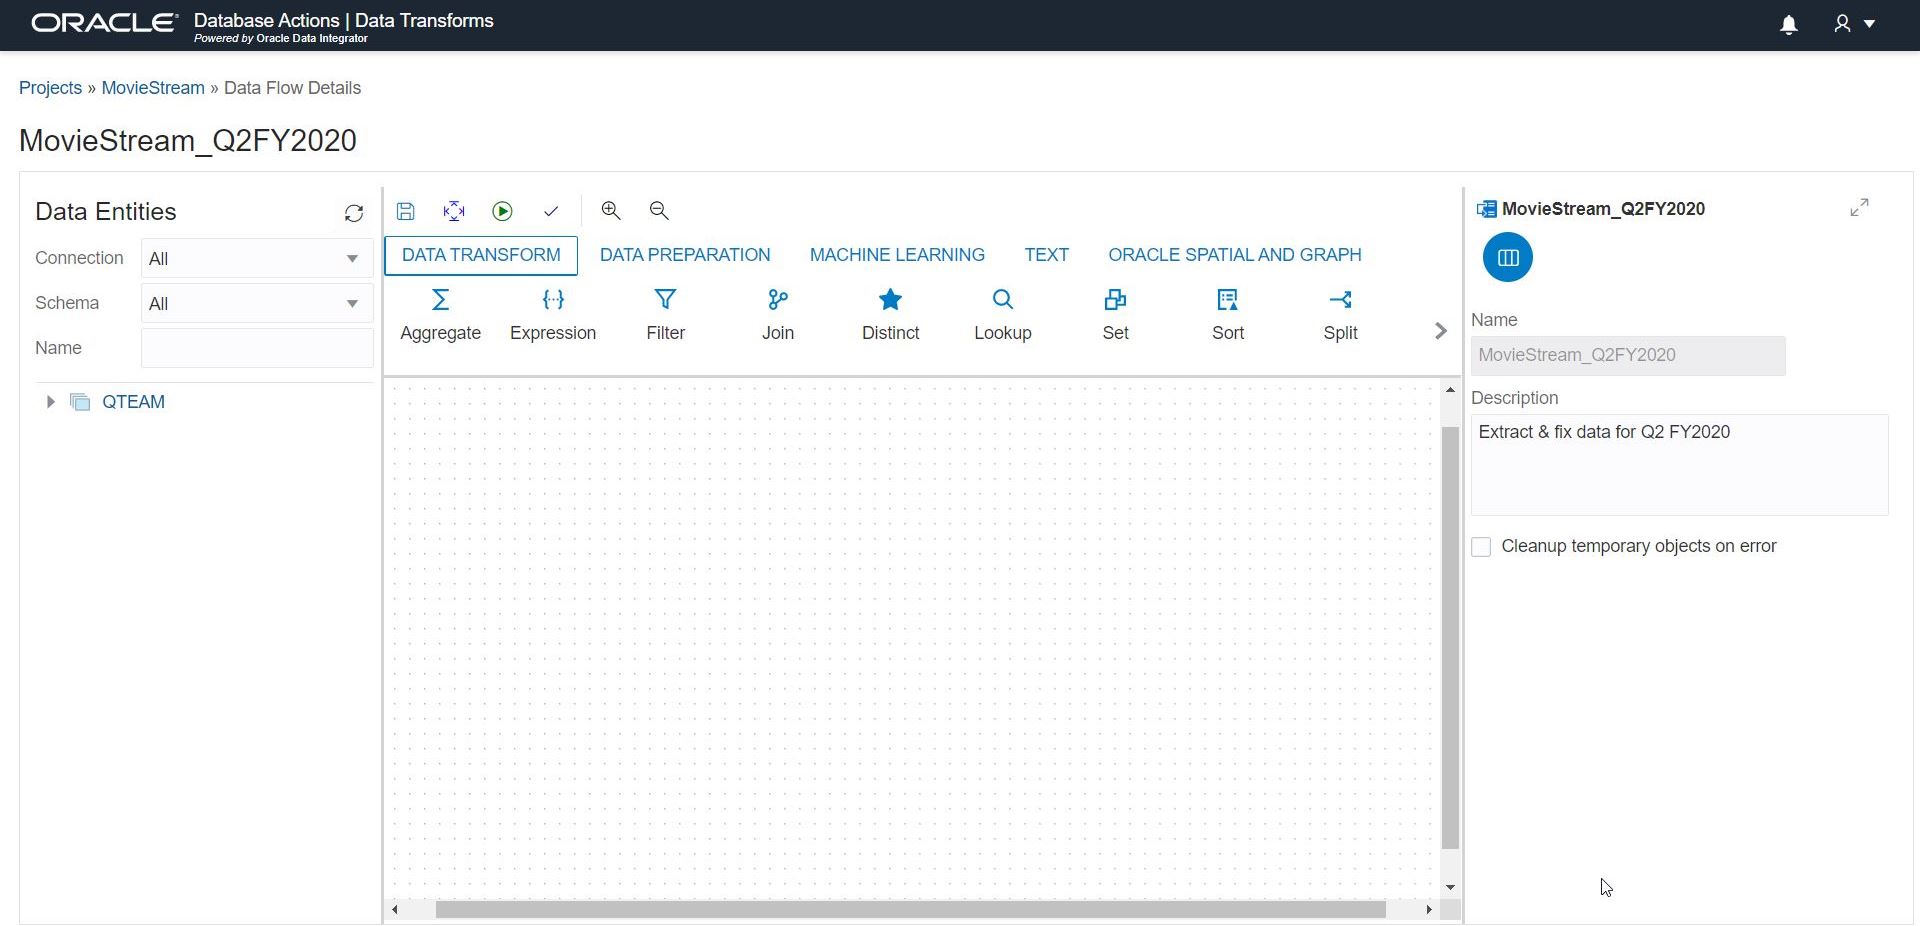 ORACLE® Database Actions | Data Transforms
Powered by Oracle Data Integrator
Projects » MovieStream » Data Flow Details
MovieStream_Q2FY2020
Data Entities
Connection All
Schema All
Name
QTEAM
DATA TRANSFORM DATA PREPARATION MACHINE LEARNING TEXT ORACLE SPATIAL AND GRAPH
Aggregate Expression Filter Join Distinct Lookup Set Sort Split
MovieStream_Q2FY2020
Name
MovieStream_Q2FY2020
Description
Extract & fix data for Q2 FY2020
Cleanup temporary objects on error